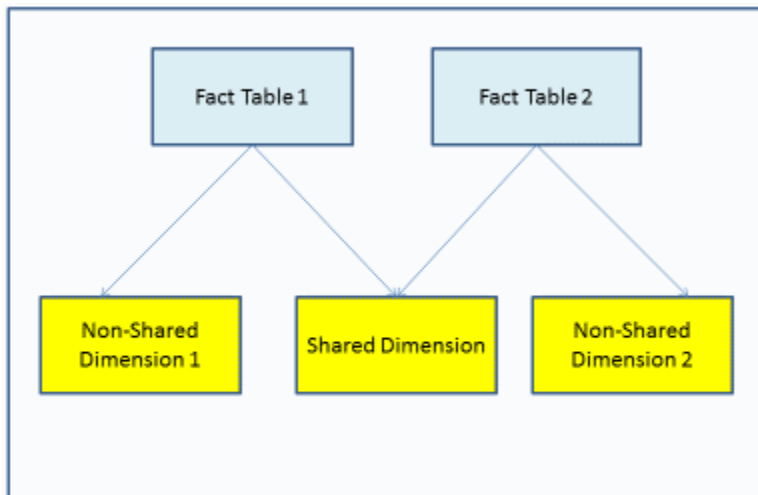 Fact Table 1
Fact Table 2
Non-Shared
Dimension 1
Shared Dimension
Non-Shared
Dimension 2